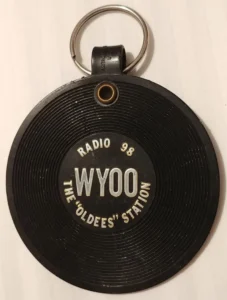 RADIO 98
WYOO
THE "OLDEES" STATION